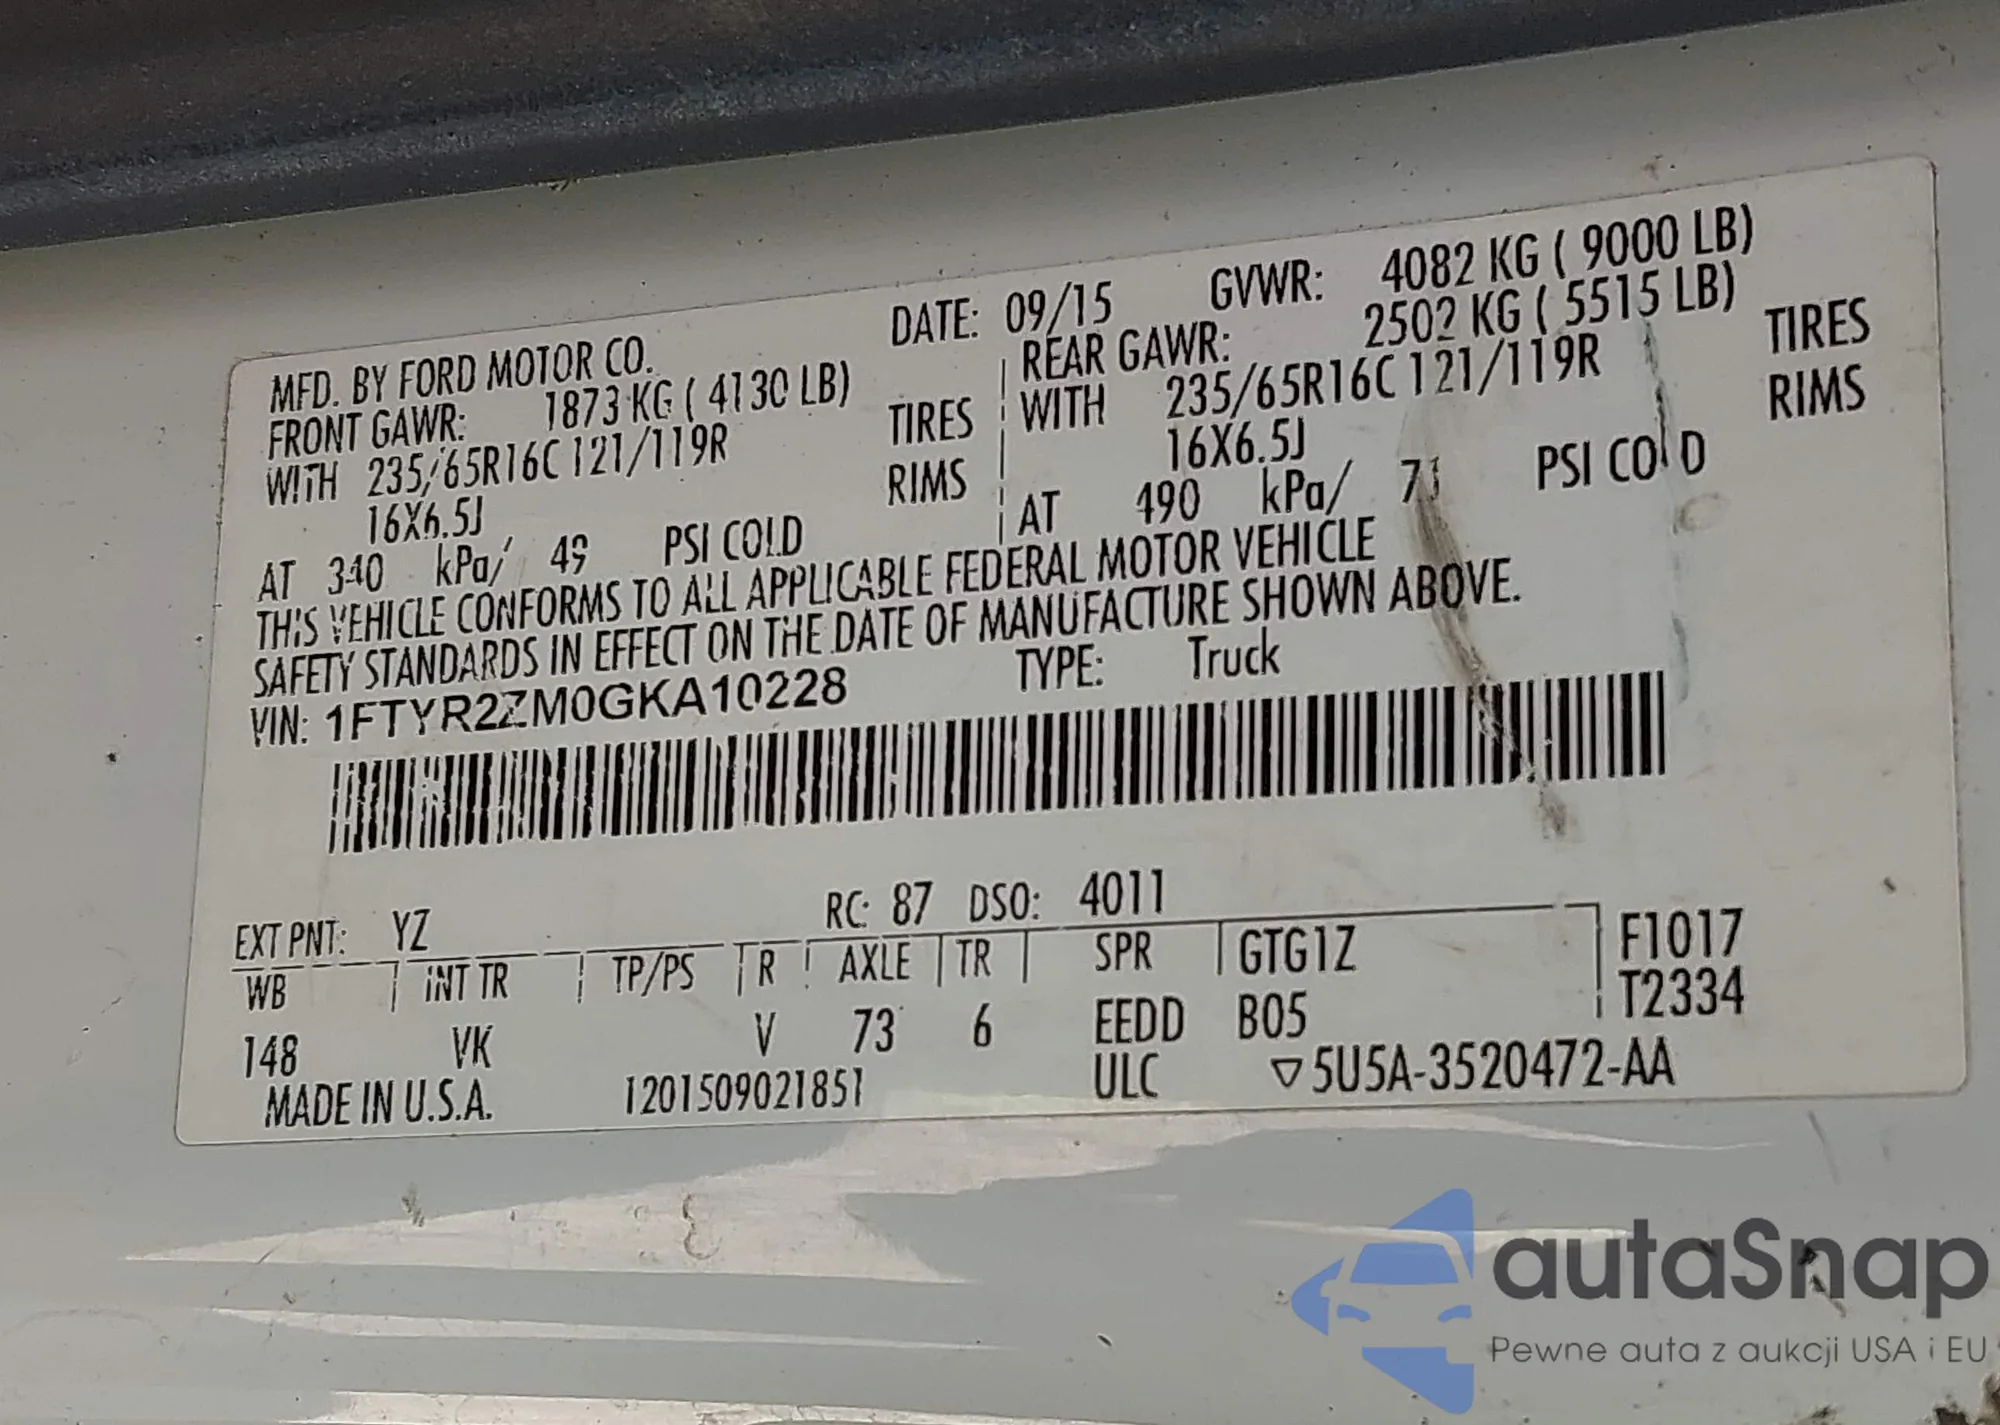 MFD. BY FORD MOTOR CO. DATE: 09/15 GVWR: 4082 KG ( 9000 LB)
FRONT GAWR: 1873 KG ( 4130 LB) REAR GAWR: 2502 KG ( 5515 LB)
WITH 235/65R16C 121/119R TIRES WITH 235/65R16C 121/119R TIRES
16X6.5J RIMS 16X6.5J RIMS
AT 340 kPa/ 49 PSI COLD AT 490 kPa/ 71 PSI COLD
THIS VEHICLE CONFORMS TO ALL APPLICABLE FEDERAL MOTOR VEHICLE
SAFETY STANDARDS IN EFFECT ON THE DATE OF MANUFACTURE SHOWN ABOVE.
VIN: 1FTYR2ZM0GKA10228 TYPE: Truck
EXT PNT: YZ RC: 87 DSO: 4011
WB INT TR TP/PS R AXLE TR SPR GTG1Z F1017
148 VK V 73 6 EEDD B05 T2334
MADE IN U.S.A. 1201509021851 ULC ▽5U5A-3520472-AA
autaSnap
Pewne auta z aukcji USA i EU